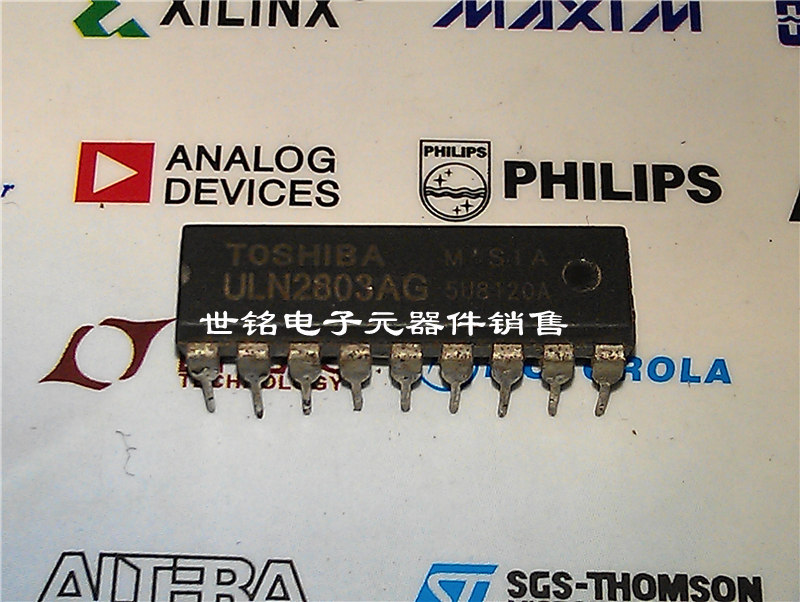 XILINX
MAXIM
ANALOG
DEVICES
PHILIPS
PHILIPS
TOSHIBA
ULN2803AG
5U8120A
世铭电子元器件销售
TECHNOLOGY
ALTERA
ST
SGS-THOMSON